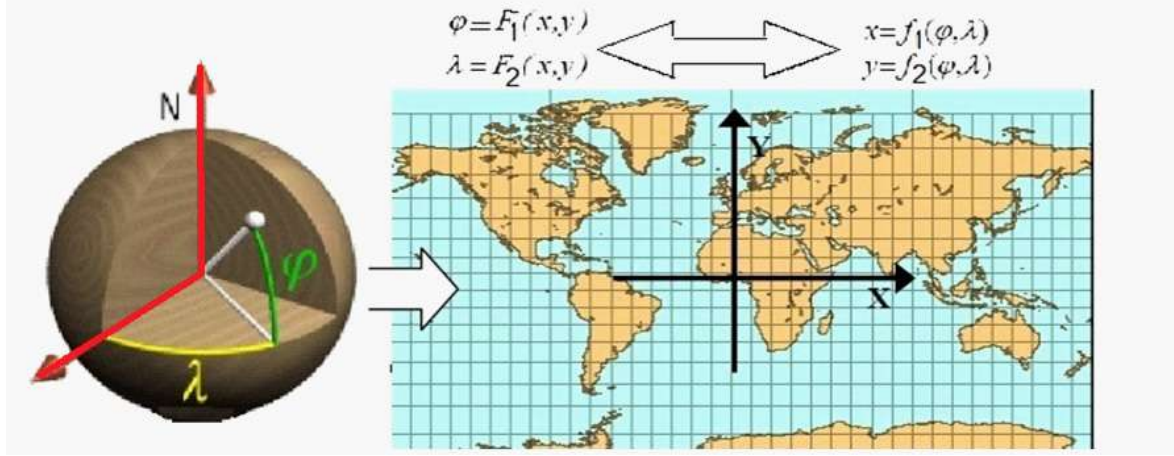 φ=F₁(x,y)
λ=F₂(x,y)
x=f₁(φ,λ)
y=f₂(φ,λ)
N
φ
λ
Y
X